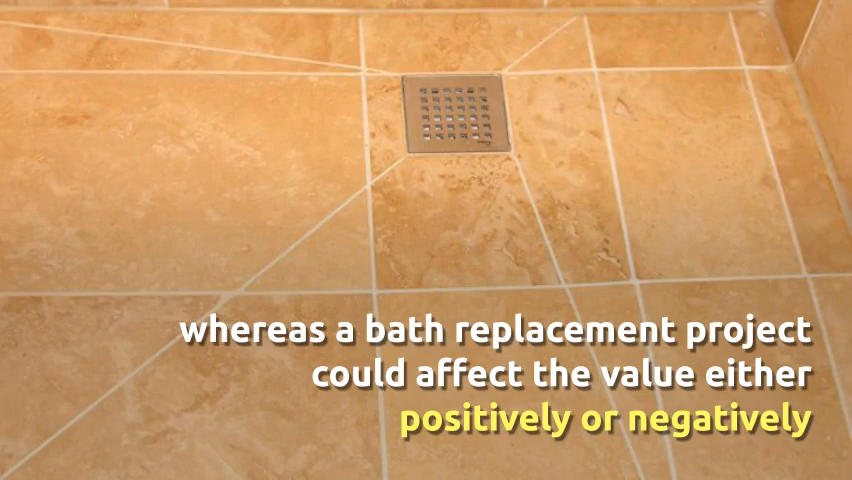 whereas a bath replacement project
could affect the value either
positively or negatively